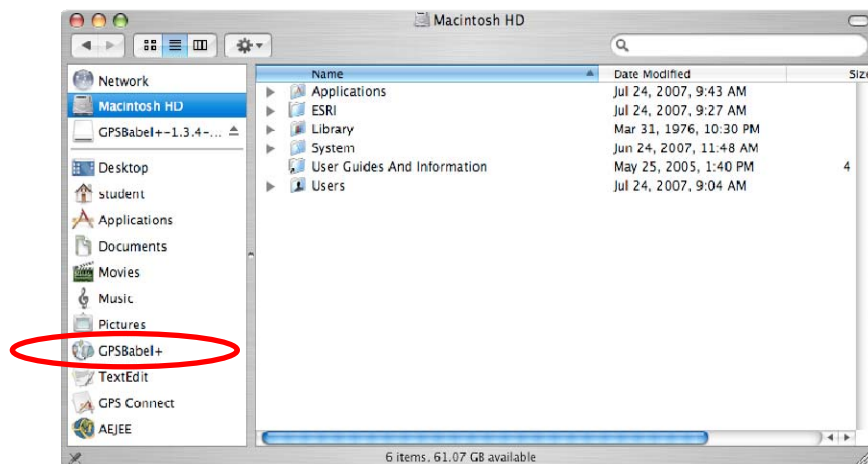 Macintosh HD
Network
Macintosh HD
GPSBabel+-1.3.4-...
Desktop
student
Applications
Documents
Movies
Music
Pictures
GPSBabel+
TextEdit
GPS Connect
AEJEE
Name Date Modified Size
Applications Jul 24, 2007, 9:43 AM
ESRI Jul 24, 2007, 9:27 AM
Library Mar 31, 1976, 10:30 PM
System Jun 24, 2007, 11:48 AM
User Guides And Information May 25, 2005, 1:40 PM 4
Users Jul 24, 2007, 9:04 AM
6 items, 61.07 GB available